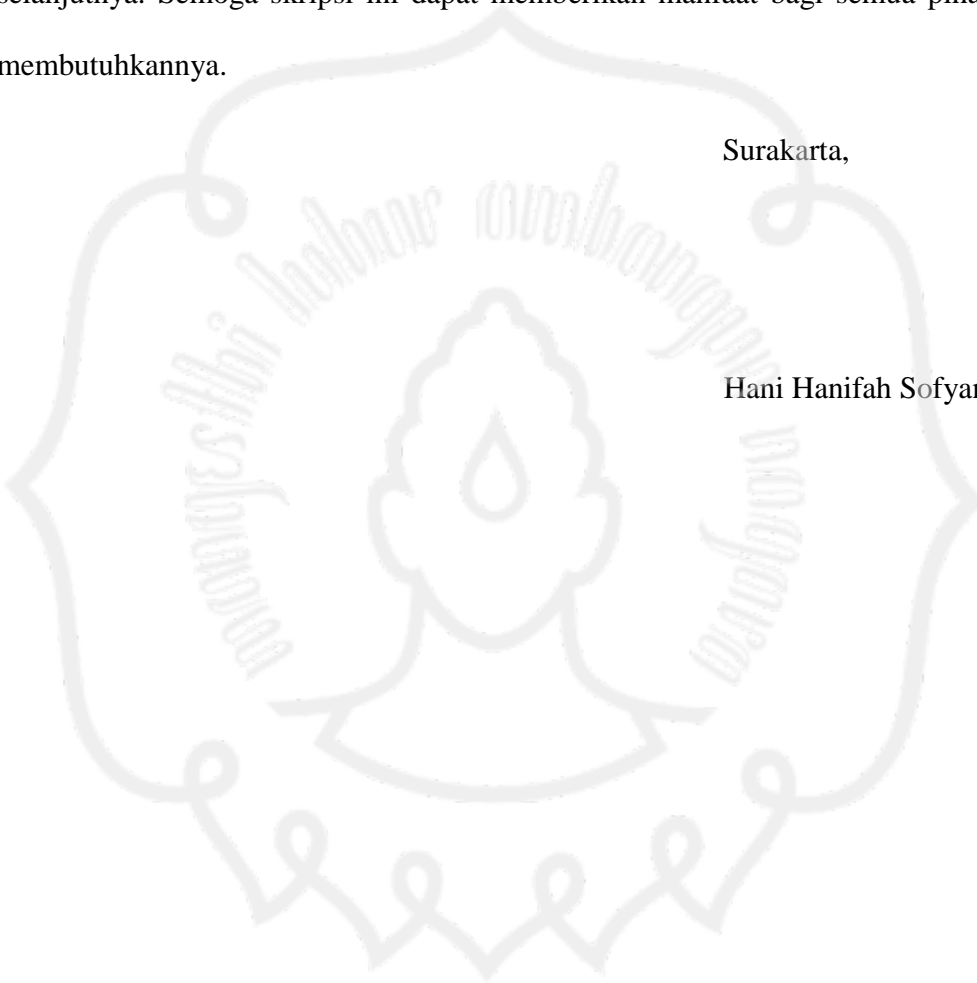 selanjutnya. Semoga skripsi ini dapat memberikan manfaat bagi semua
membutuhkannya.
Surakarta,
Hani Hanifah